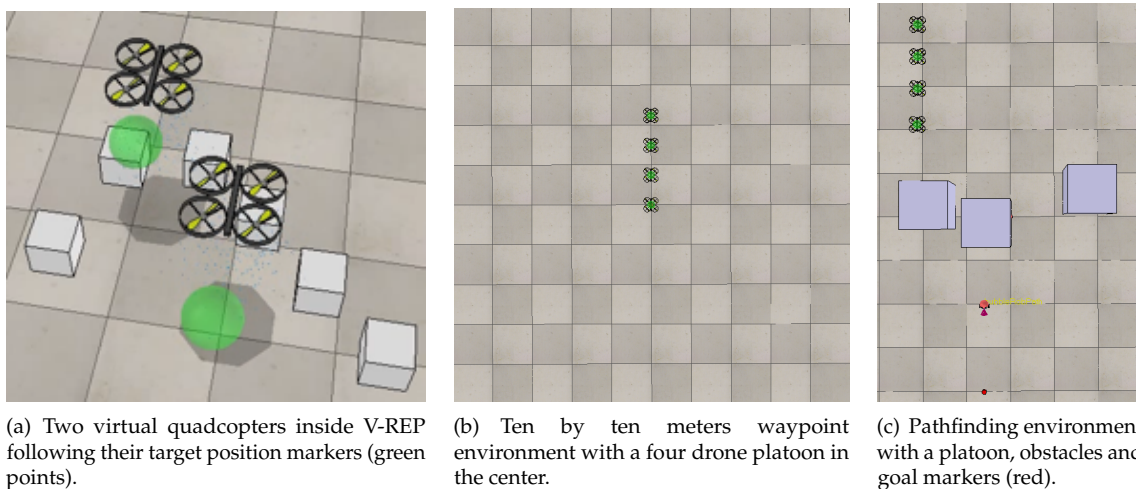 (a) Two virtual quadcopters inside V-REP
following their target position markers (green
points).
(b) Ten by ten meters waypoint
environment with a four drone platoon in
the center.
(c) Pathfinding environmen
with a platoon, obstacles and
goal markers (red).